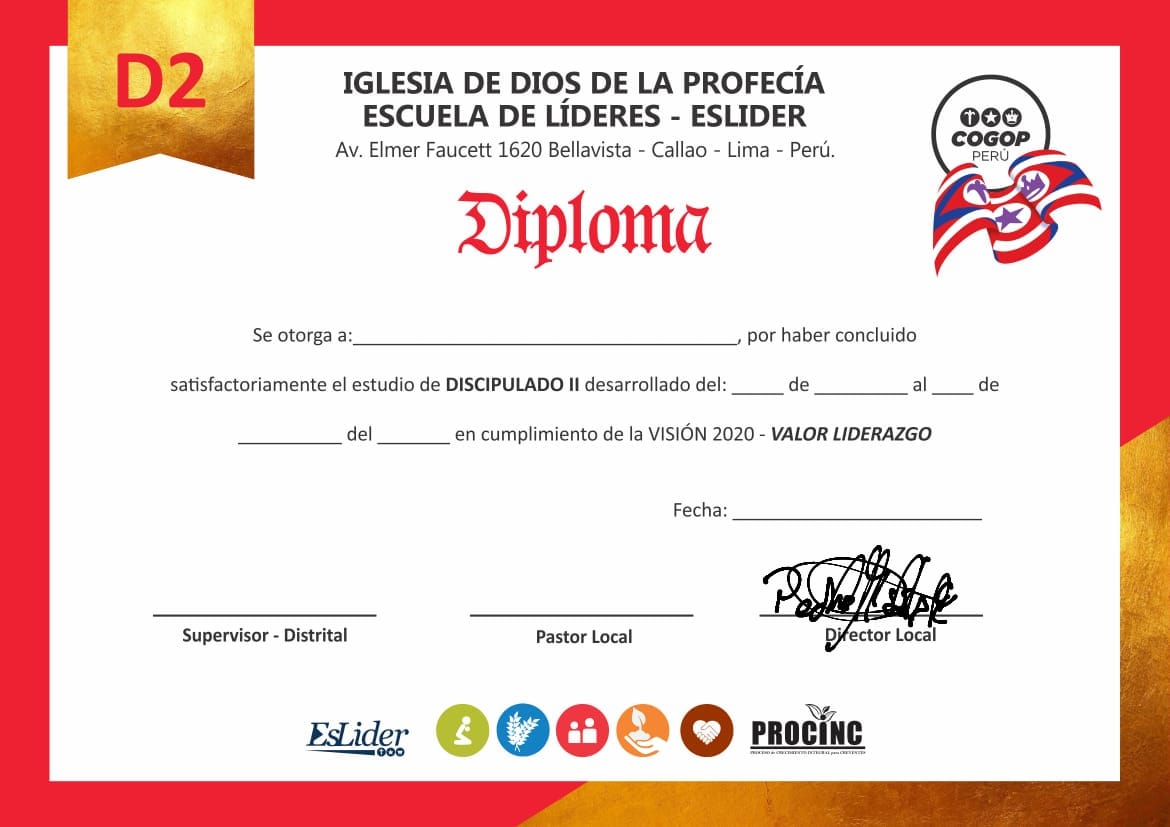 D2
IGLESIA DE DIOS DE LA PROFECÍA
ESCUELA DE LÍDERES - ESLIDER
Av. Elmer Faucett 1620 Bellavista - Callao - Lima - Perú.
COGOP
PERÚ
Diploma
Se otorga a:____________________, por haber concluido
satisfactoriamente el estudio de DISCIPULADO II desarrollado del: _____ de _________ al ____ de
__________ del _______ en cumplimiento de la VISIÓN 2020 - VALOR LIDERAZGO
Fecha: ________________________
Supervisor - Distrital
Pastor Local
Director Local
EsLider
PROCINC
PROCESO de CRECIMIENTO INTEGRAL para CREYENTES